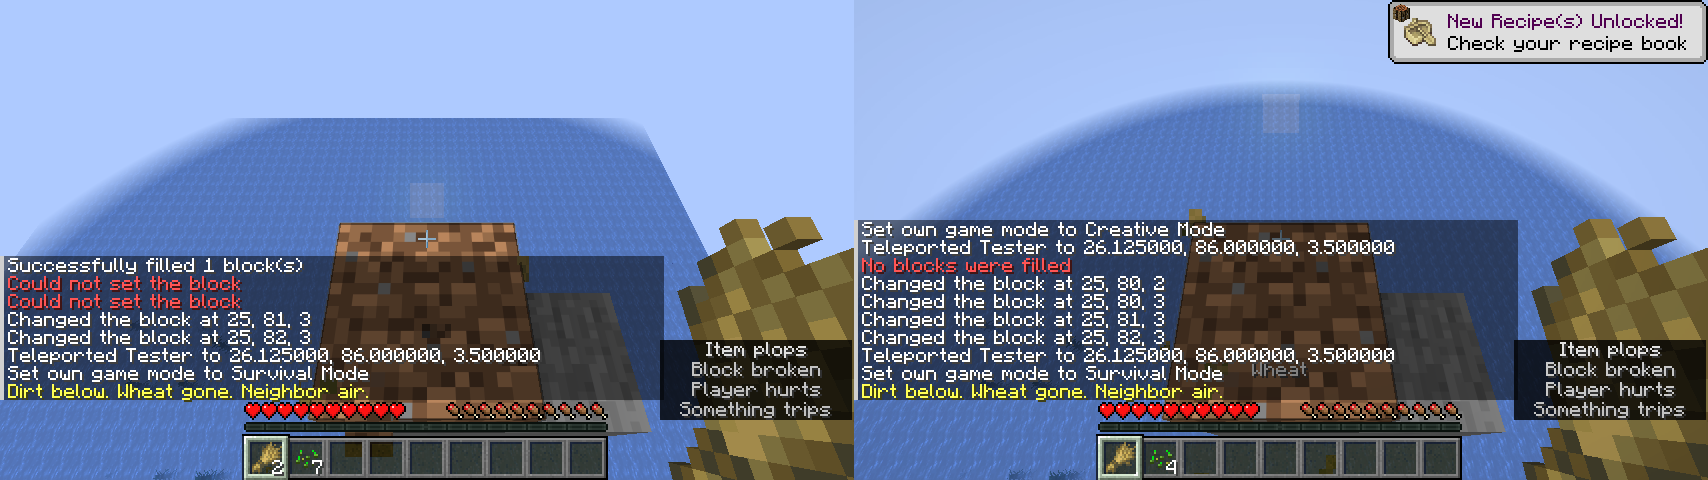 Successfully filled 1 block(s)
Could not set the block
Could not set the block
Changed the block at 25, 81, 3
Changed the block at 25, 82, 3
Teleported Tester to 26.125000, 86.000000, 3.500000
Set own game mode to Survival Mode
Dirt below. Wheat gone. Neighbor air.
Item plops
Block broken
Player hurts
Something trips
2
7
New Recipe(s) Unlocked!
Check your recipe book
Set own game mode to Creative Mode
Teleported Tester to 26.125000, 86.000000, 3.500000
No blocks were filled
Changed the block at 25, 80, 2
Changed the block at 25, 80, 3
Changed the block at 25, 81, 3
Changed the block at 25, 82, 3
Teleported Tester to 26.125000, 86.000000, 3.500000
Set own game mode to Survival Mode
Wheat
Dirt below. Wheat gone. Neighbor air.
Item plops
Block broken
Player hurts
Something trips
4